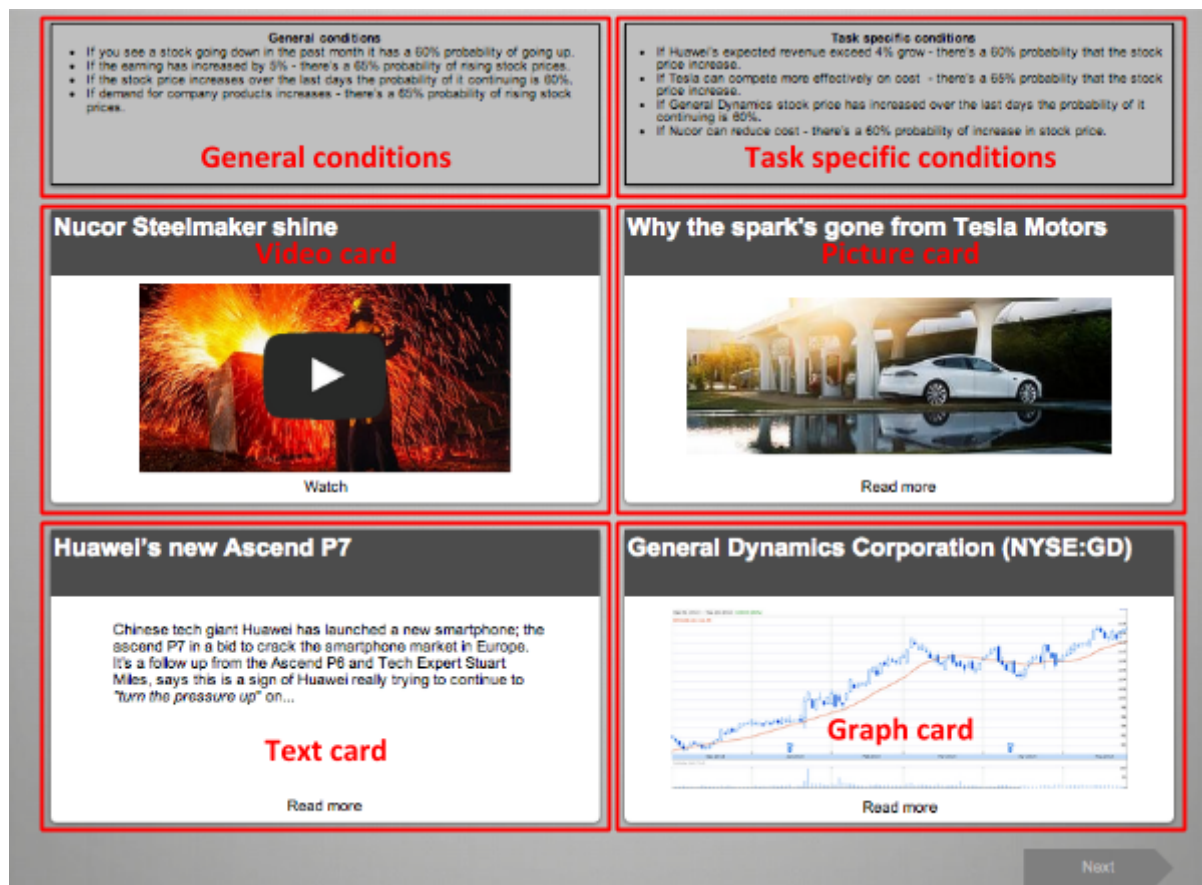 General conditions
• If you see a stock going down in the past month it has a 60% probability of going up.
• If the earning has increased by 5% - there's a 65% probability of rising stock prices.
• If the stock price increases over the last days the probability of it continuing is 60%.
• If demand for company products increases - there's a 65% probability of rising stock
prices.
General conditions
Task specific conditions
• If Huawei's expected revenue exceed 4% grow - there's a 60% probability that the stock
price increase.
• If Tesla can compete more effectively on cost - there's a 65% probability that the stock
price increase.
• If General Dynamics stock price has increased over the last days the probability of it
continuing is 60%.
• If Nucor can reduce cost - there's a 60% probability of increase in stock price.
Task specific conditions
Nucor Steelmaker shine
Video card
Watch
Why the spark's gone from Tesla Motors
Picture card
Read more
Huawei's new Ascend P7
Chinese tech giant Huawei has launched a new smartphone; the
ascend P7 in a bid to crack the smartphone market in Europe.
It's a follow up from the Ascend P6 and Tech Expert Stuart
Miles, says this is a sign of Huawei really trying to continue to
"turn the pressure up" on...
Text card
Read more
General Dynamics Corporation (NYSE:GD)
Graph card
Read more
Next